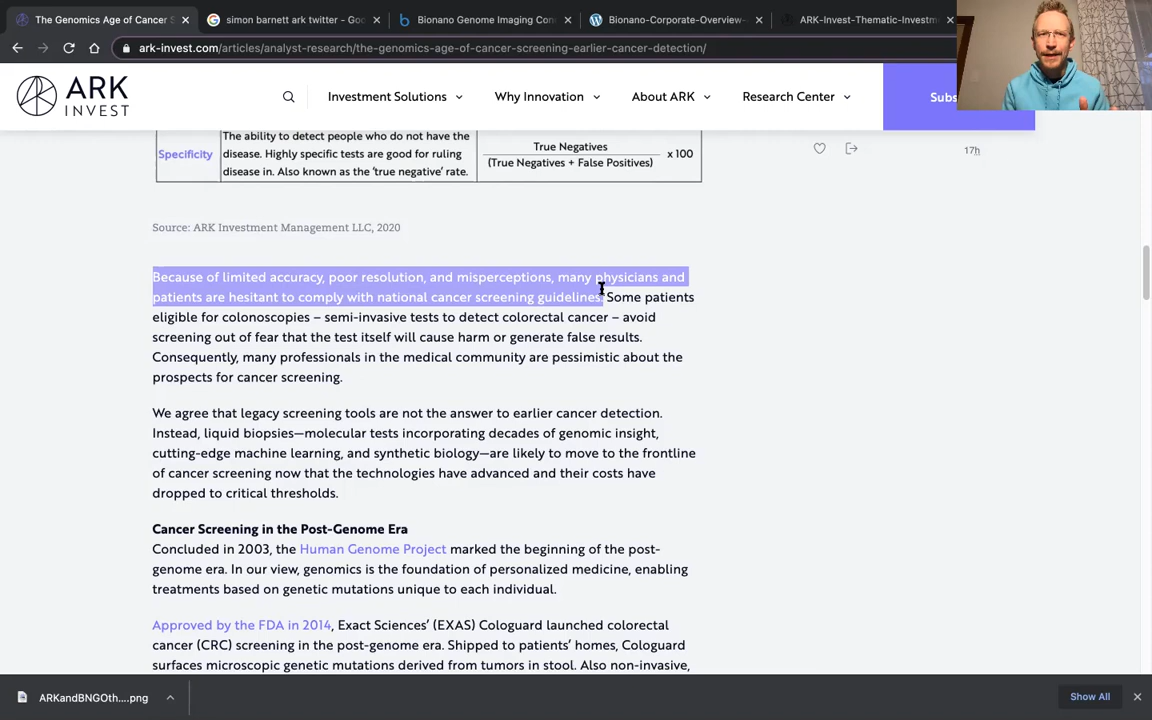 The Genomics Age of Cancer S
simon barnett ark twitter - Goo
Bionano Genome Imaging Con
Bionano-Corporate-Overview-
ARK-Invest-Thematic-Investm
ark-invest.com/articles/analyst-research/the-genomics-age-of-cancer-screening-earlier-cancer-detection/
ARK
INVEST
Investment Solutions
Why Innovation
About ARK
Research Center
Subs
Specificity
The ability to detect people who do not have the
disease. Highly specific tests are good for ruling
disease in. Also known as the 'true negative' rate.
True Negatives
(True Negatives + False Positives)
x 100
17h
Source: ARK Investment Management LLC, 2020
Because of limited accuracy, poor resolution, and misperceptions, many physicians and
patients are hesitant to comply with national cancer screening guidelines. Some patients
eligible for colonoscopies – semi-invasive tests to detect colorectal cancer – avoid
screening out of fear that the test itself will cause harm or generate false results.
Consequently, many professionals in the medical community are pessimistic about the
prospects for cancer screening.
We agree that legacy screening tools are not the answer to earlier cancer detection.
Instead, liquid biopsies—molecular tests incorporating decades of genomic insight,
cutting-edge machine learning, and synthetic biology—are likely to move to the frontline
of cancer screening now that the technologies have advanced and their costs have
dropped to critical thresholds.
Cancer Screening in the Post-Genome Era
Concluded in 2003, the Human Genome Project marked the beginning of the post-
genome era. In our view, genomics is the foundation of personalized medicine, enabling
treatments based on genetic mutations unique to each individual.
Approved by the FDA in 2014, Exact Sciences' (EXAS) Cologuard launched colorectal
cancer (CRC) screening in the post-genome era. Shipped to patients' homes, Cologuard
surfaces microscopic genetic mutations derived from tumors in stool. Also non-invasive,
ARKandBNGOth....png
Show All